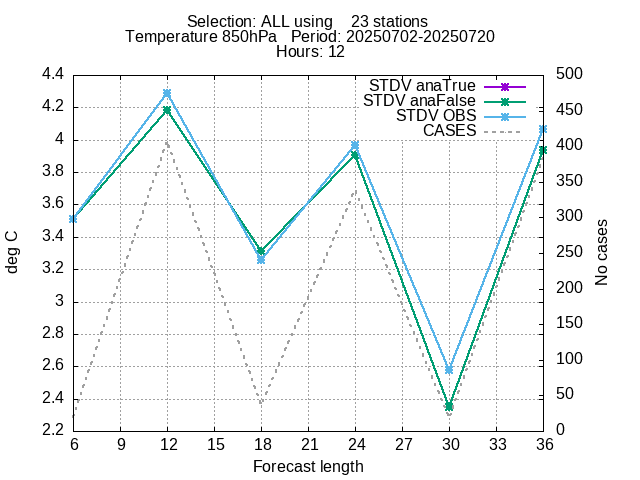 Selection: ALL using    23 stations
Temperature 850hPa   Period: 20250702-20250720
Hours: 12
STDV anaTrue
STDV anaFalse
STDV OBS
CASES
4.4
4.2
4
3.8
3.6
3.4
3.2
3
2.8
2.6
2.4
2.2
deg C
500
450
400
350
300
250
200
150
100
50
0
No cases
6 9 12 15 18 21 24 27 30 33 36
Forecast length